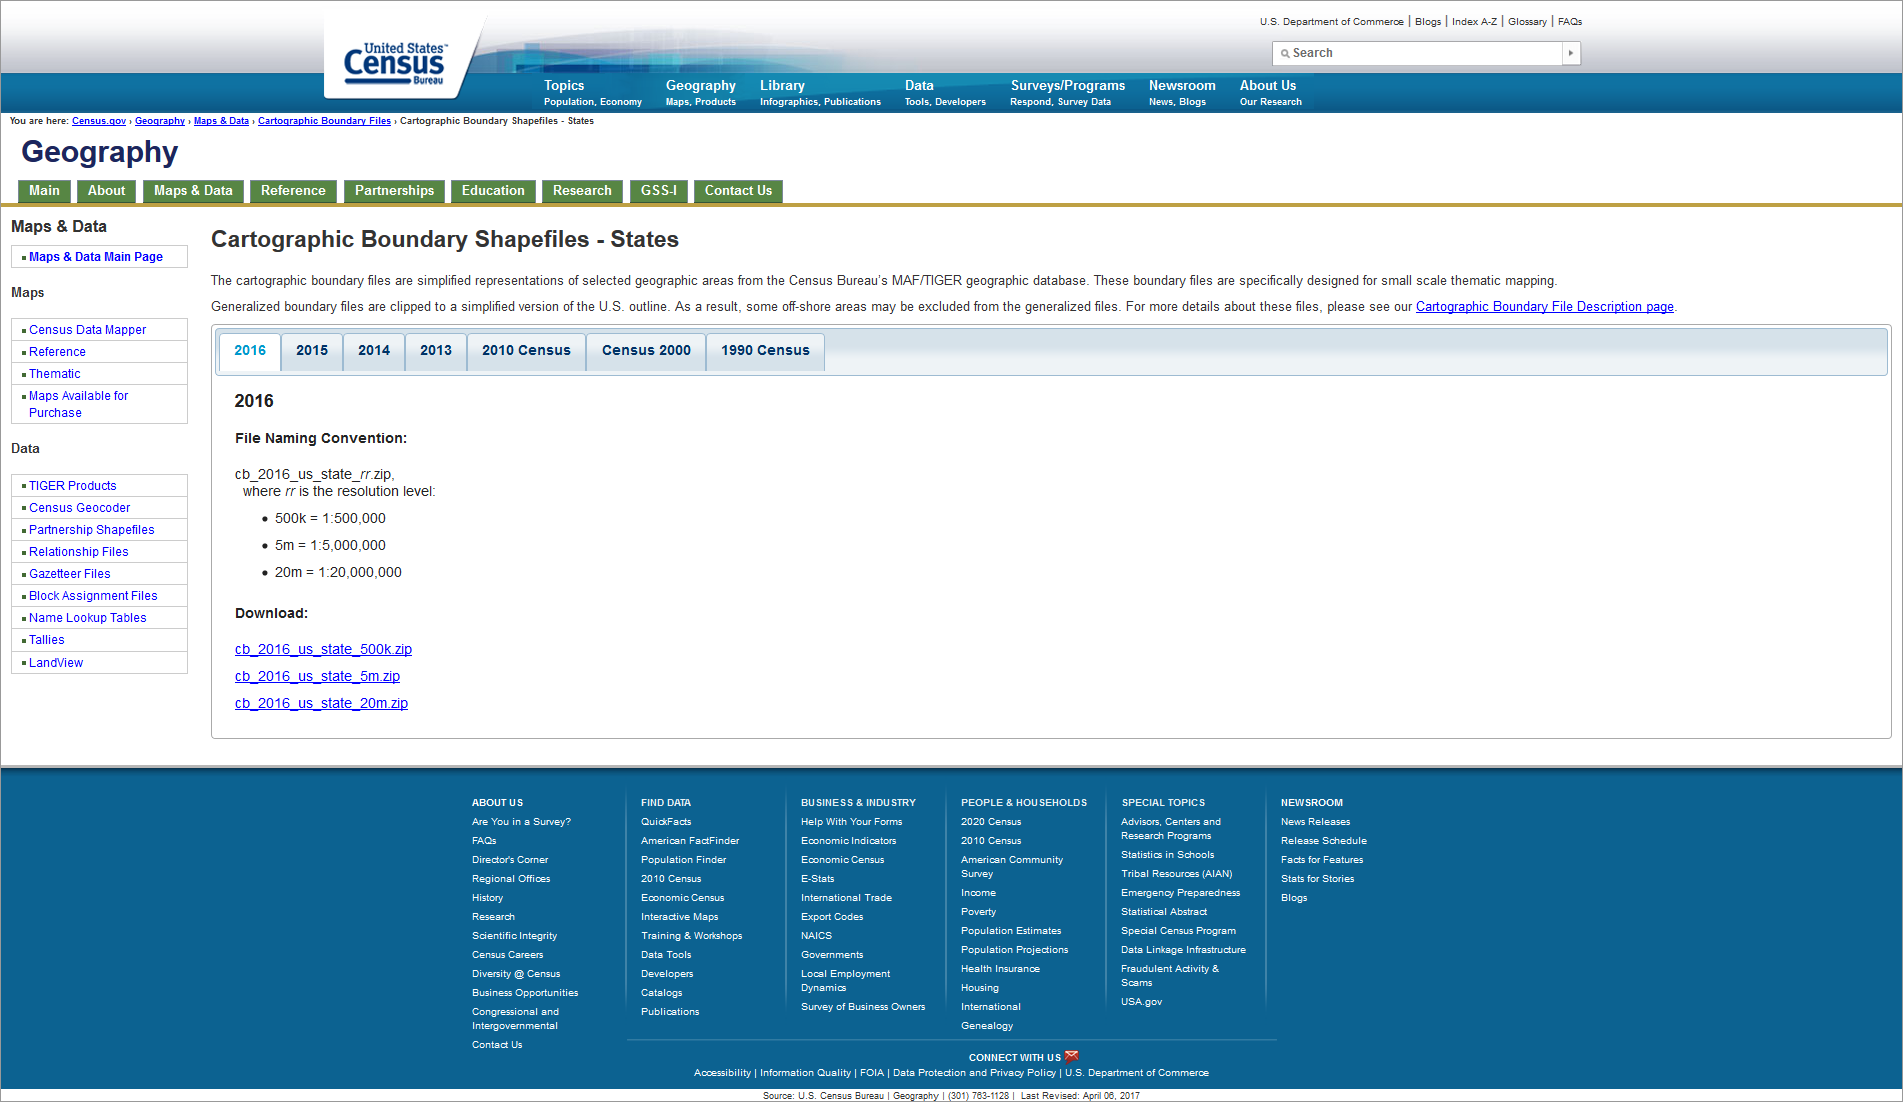 U.S. Department of Commerce | Blogs | Index A-Z | Glossary | FAQs
United States™
Census
Bureau
Search
Topics
Population, Economy
Geography
Maps, Products
Library
Infographics, Publications
Data
Tools, Developers
Surveys/Programs
Respond, Survey Data
Newsroom
News, Blogs
About Us
Our Research
You are here: Census.gov › Geography › Maps & Data › Cartographic Boundary Files › Cartographic Boundary Shapefiles - States
Geography
Main
About
Maps & Data
Reference
Partnerships
Education
Research
GSS-I
Contact Us
Maps & Data
Maps & Data Main Page
Maps
Census Data Mapper
Reference
Thematic
Maps Available for
Purchase
Data
TIGER Products
Census Geocoder
Partnership Shapefiles
Relationship Files
Gazetteer Files
Block Assignment Files
Name Lookup Tables
Tallies
LandView
Cartographic Boundary Shapefiles - States
The cartographic boundary files are simplified representations of selected geographic areas from the Census Bureau's MAF/TIGER geographic database. These boundary files are specifically designed for small scale thematic mapping.
Generalized boundary files are clipped to a simplified version of the U.S. outline. As a result, some off-shore areas may be excluded from the generalized files. For more details about these files, please see our Cartographic Boundary File Description page.
2016
2015
2014
2013
2010 Census
Census 2000
1990 Census
2016
File Naming Convention:
cb_2016_us_state_rr.zip,
where rr is the resolution level:
• 500k = 1:500,000
• 5m = 1:5,000,000
• 20m = 1:20,000,000
Download:
cb_2016_us_state_500k.zip
cb_2016_us_state_5m.zip
cb_2016_us_state_20m.zip
ABOUT US
Are You in a Survey?
FAQs
Director's Corner
Regional Offices
History
Research
Scientific Integrity
Census Careers
Diversity @ Census
Business Opportunities
Congressional and
Intergovernmental
Contact Us
FIND DATA
QuickFacts
American FactFinder
Population Finder
2010 Census
Economic Census
Interactive Maps
Training & Workshops
Data Tools
Developers
Catalogs
Publications
BUSINESS & INDUSTRY
Help With Your Forms
Economic Indicators
Economic Census
E-Stats
International Trade
Export Codes
NAICS
Governments
Local Employment
Dynamics
Survey of Business Owners
PEOPLE & HOUSEHOLDS
2020 Census
2010 Census
American Community
Survey
Income
Poverty
Population Estimates
Population Projections
Health Insurance
Housing
International
Genealogy
SPECIAL TOPICS
Advisors, Centers and
Research Programs
Statistics in Schools
Tribal Resources (AIAN)
Emergency Preparedness
Statistical Abstract
Special Census Program
Data Linkage Infrastructure
Fraudulent Activity &
Scams
USA.gov
NEWSROOM
News Releases
Release Schedule
Facts for Features
Stats for Stories
Blogs
CONNECT WITH US
Accessibility | Information Quality | FOIA | Data Protection and Privacy Policy | U.S. Department of Commerce
Source: U.S. Census Bureau | Geography | (301) 763-1128 | Last Revised: April 06, 2017